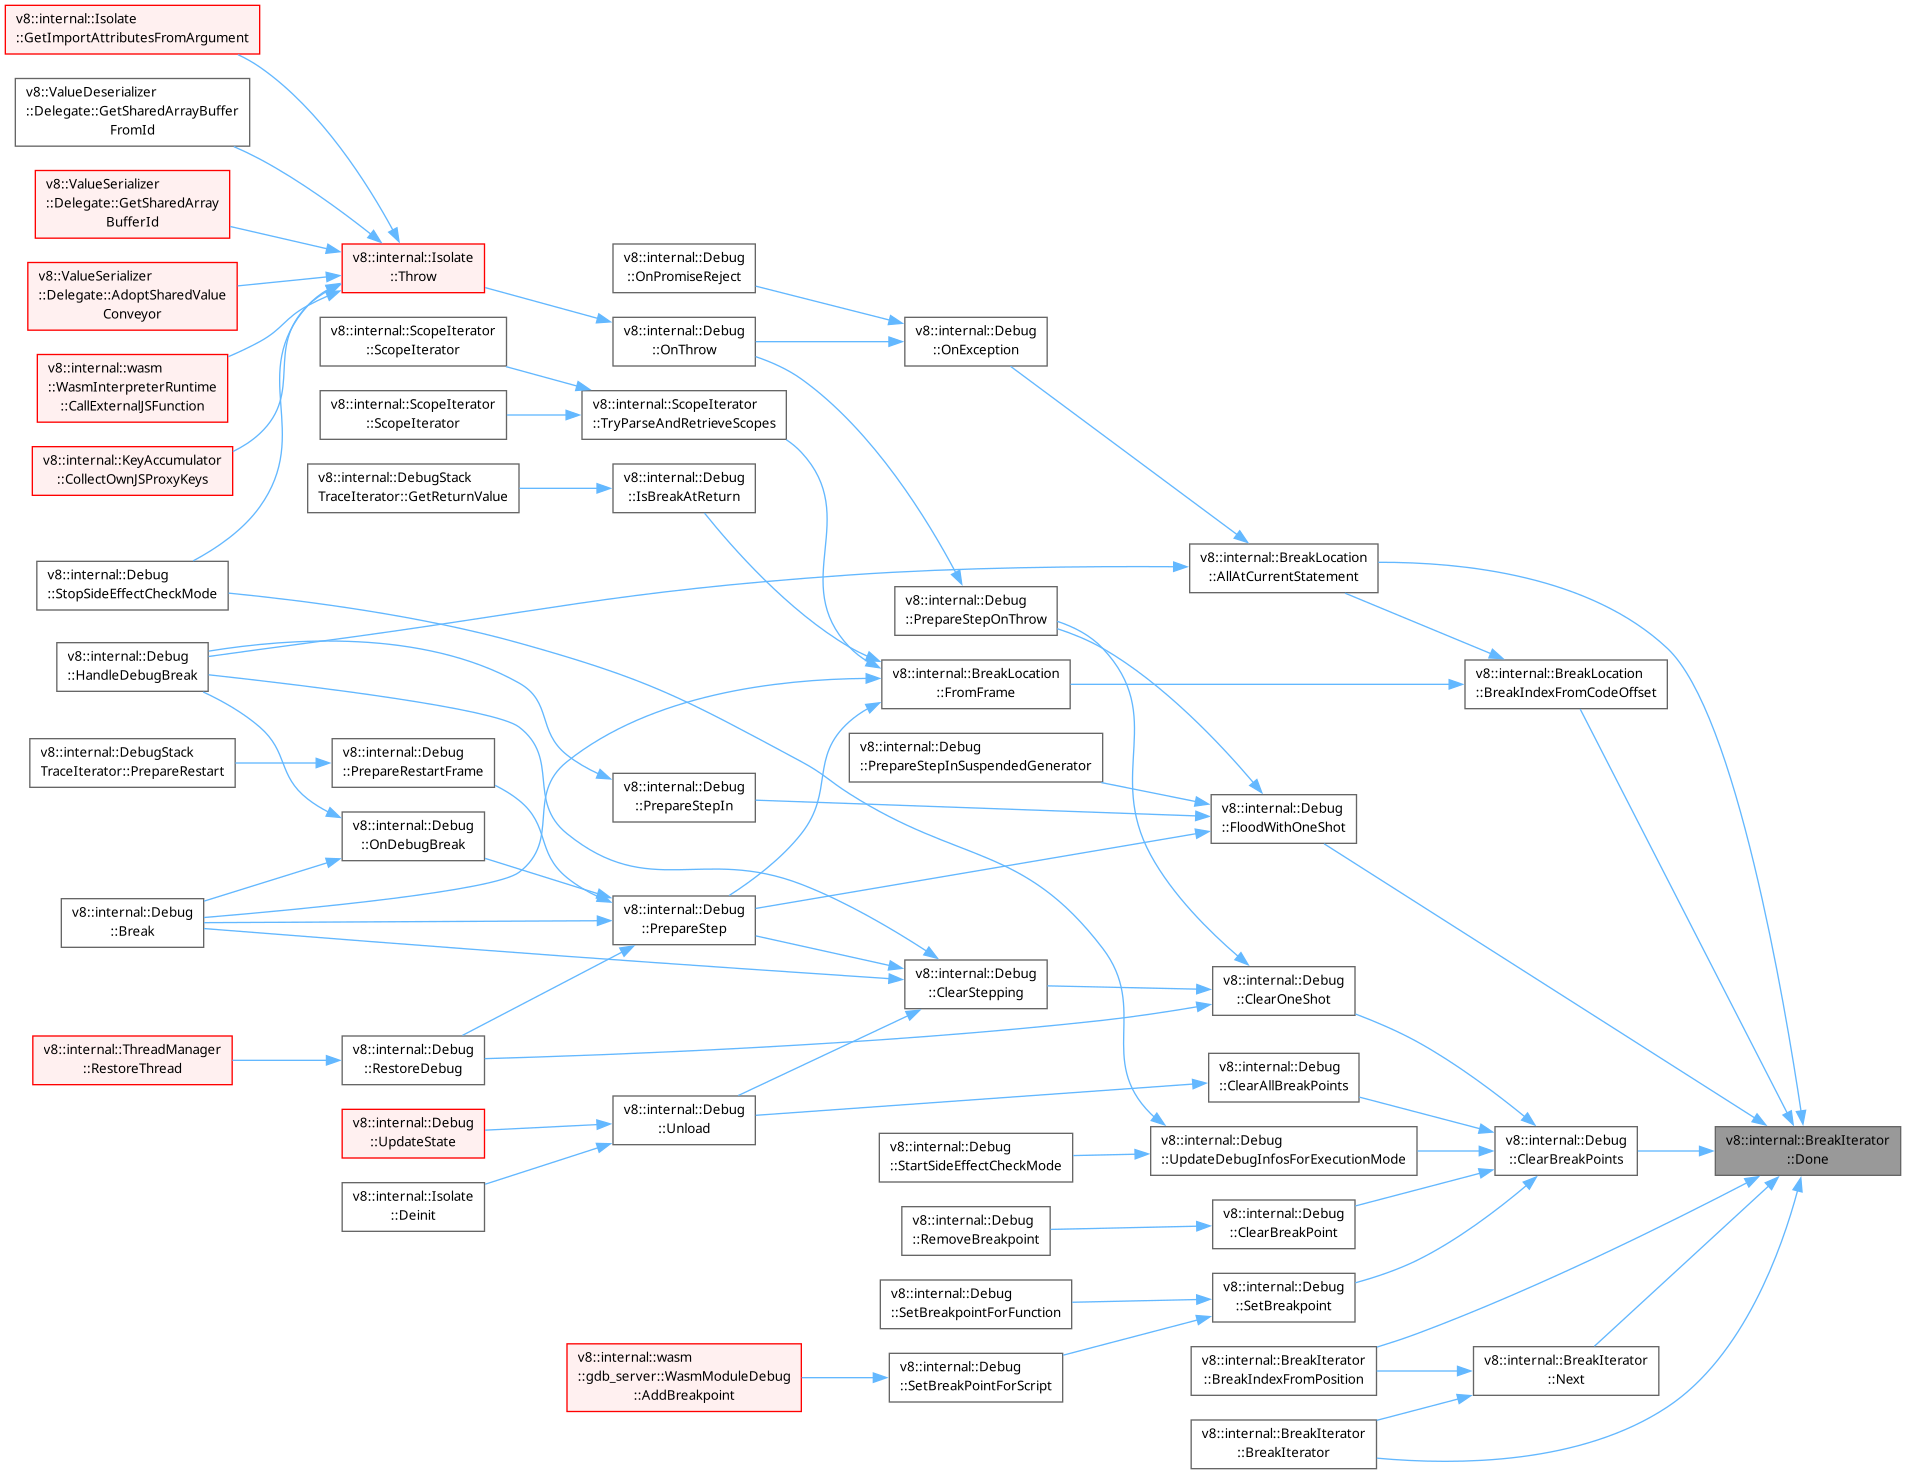 v8::internal::Isolate
::GetImportAttributesFromArgument
v8::ValueDeserializer
::Delegate::GetSharedArrayBuffer
FromId
v8::ValueSerializer
::Delegate::GetSharedArray
BufferId
v8::ValueSerializer
::Delegate::AdoptSharedValue
Conveyor
v8::internal::wasm
::WasmInterpreterRuntime
::CallExternalJSFunction
v8::internal::KeyAccumulator
::CollectOwnJSProxyKeys
v8::internal::Debug
::StopSideEffectCheckMode
v8::internal::Debug
::HandleDebugBreak
v8::internal::DebugStack
TraceIterator::PrepareRestart
v8::internal::Debug
::Break
v8::internal::ThreadManager
::RestoreThread
v8::internal::Isolate
::Throw
v8::internal::ScopeIterator
::ScopeIterator
v8::internal::ScopeIterator
::ScopeIterator
v8::internal::DebugStack
TraceIterator::GetReturnValue
v8::internal::Debug
::PrepareRestartFrame
v8::internal::Debug
::OnDebugBreak
v8::internal::Debug
::RestoreDebug
v8::internal::Debug
::UpdateState
v8::internal::Isolate
::Deinit
v8::internal::Debug
::OnPromiseReject
v8::internal::Debug
::OnThrow
v8::internal::ScopeIterator
::TryParseAndRetrieveScopes
v8::internal::Debug
::IsBreakAtReturn
v8::internal::Debug
::PrepareStepIn
v8::internal::Debug
::PrepareStep
v8::internal::Debug
::Unload
v8::internal::wasm
::gdb_server::WasmModuleDebug
::AddBreakpoint
v8::internal::Debug
::OnException
v8::internal::Debug
::PrepareStepOnThrow
v8::internal::BreakLocation
::FromFrame
v8::internal::Debug
::PrepareStepInSuspendedGenerator
v8::internal::Debug
::ClearStepping
v8::internal::Debug
::StartSideEffectCheckMode
v8::internal::Debug
::RemoveBreakpoint
v8::internal::Debug
::SetBreakpointForFunction
v8::internal::Debug
::SetBreakPointForScript
v8::internal::BreakLocation
::AllAtCurrentStatement
v8::internal::Debug
::FloodWithOneShot
v8::internal::Debug
::ClearOneShot
v8::internal::Debug
::ClearAllBreakPoints
v8::internal::Debug
::UpdateDebugInfosForExecutionMode
v8::internal::Debug
::ClearBreakPoint
v8::internal::Debug
::SetBreakpoint
v8::internal::BreakIterator
::BreakIndexFromPosition
v8::internal::BreakIterator
::BreakIterator
v8::internal::BreakLocation
::BreakIndexFromCodeOffset
v8::internal::Debug
::ClearBreakPoints
v8::internal::BreakIterator
::Next
v8::internal::BreakIterator
::Done